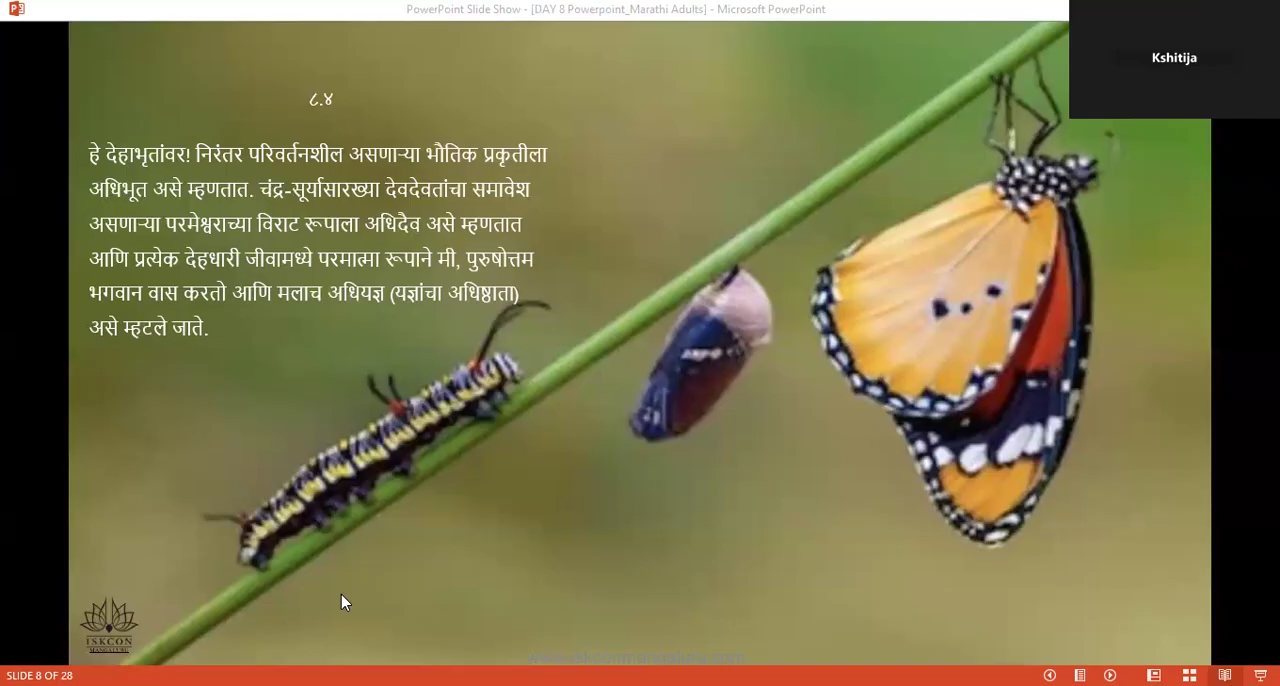 PowerPoint Slide Show - [DAY 8 Powerpoint_Marathi Adults] - Microsoft PowerPoint
Kshitija
८.४
हे देहाभृतांवर! निरंतर परिवर्तनशील असणाऱ्या भौतिक प्रकृतीला
अधिभूत असे म्हणतात. चंद्र-सूर्यासारख्या देवदेवतांचा समावेश
असणाऱ्या परमेश्वराच्या विराट रूपाला अधिदैव असे म्हणतात
आणि प्रत्येक देहधारी जीवामध्ये परमात्मा रूपाने मी, पुरुषोत्तम
भगवान वास करतो आणि मलाच अधियज्ञ (यज्ञांचा अधिष्ठाता)
असे म्हटले जाते.
ISKCON
MANGALURU
SLIDE 8 OF 28